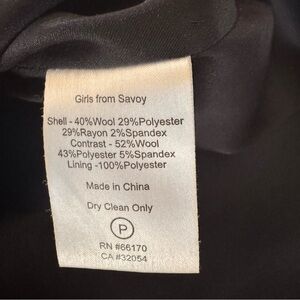 Girls from Savoy
Shell - 40%Wool 29%Polyester
29%Rayon 2%Spandex
Contrast - 52%Wool
43%Polyester 5%Spandex
Lining -100%Polyester
Made in China
Dry Clean Only
P
RN #66170
CA #32054